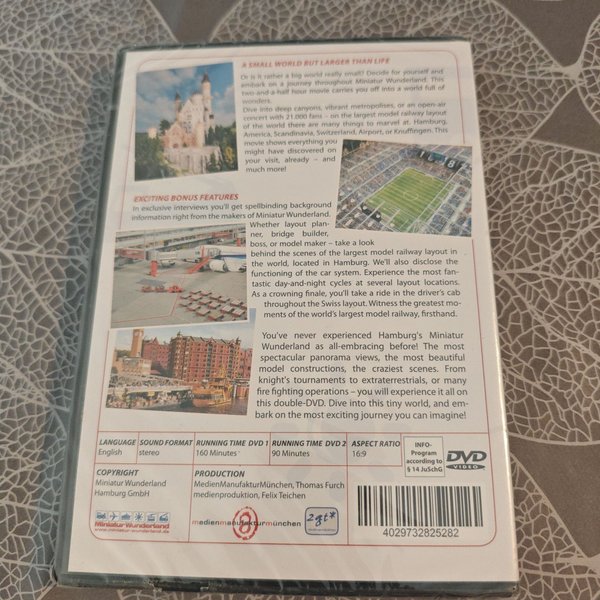 A SMALL WORLD BUT LARGER THAN LIFE
Or is it rather a big world really small? Decide for yourself and
embark on a journey throughout Miniatur Wunderland. This
two-and-a-half hour movie carries you off into a world full of
wonders.
Dive into deep canyons, vibrant metropolises, or an open-air
concert with 21.000 fans – on the largest model railway layout
of the world there are many things to marvel at. Hamburg,
America, Scandinavia, Switzerland, Airport, or Knuffingen. This
movie shows everything you
might have discovered on
your visit, already – and
much more!
EXCITING BONUS FEATURES
In exclusive interviews you'll get spellbinding background
information right from the makers of Miniatur Wunderland.
Whether layout plan-
ner, bridge builder,
boss, or model maker – take a look
behind the scenes of the largest model railway layout in
the world, located in Hamburg. We'll also disclose the
functioning of the car system. Experience the most fan-
tastic day-and-night cycles at several layout locations.
As a crowning finale, you'll take a ride in the driver's cab
throughout the Swiss layout. Witness the greatest mo-
ments of the world's largest model railway, firsthand.
You've never experienced Hamburg's Miniatur
Wunderland as all-embracing before! The most
spectacular panorama views, the most beautiful
model constructions, the craziest scenes. From
knight's tournaments to extraterrestrials, or many
fire fighting operations – you will experience it all on
this double-DVD. Dive into this tiny world, and em-
bark on the most exciting journey you can imagine!
LANGUAGE
English
SOUND FORMAT
stereo
RUNNING TIME DVD 1
160 Minutes
RUNNING TIME DVD 2
90 Minutes
ASPECT RATIO
16:9
INFO-
Program
according to
§ 14 JuSchG
DVD
VIDEO
COPYRIGHT
Miniatur Wunderland
Hamburg GmbH
PRODUCTION
MedienManufakturMünchen, Thomas Furch
medienproduktion, Felix Teichen
Miniatur Wunderland
www.miniatur-wunderland.de
medienmanufakturmünchen
2gt*
4029732825282